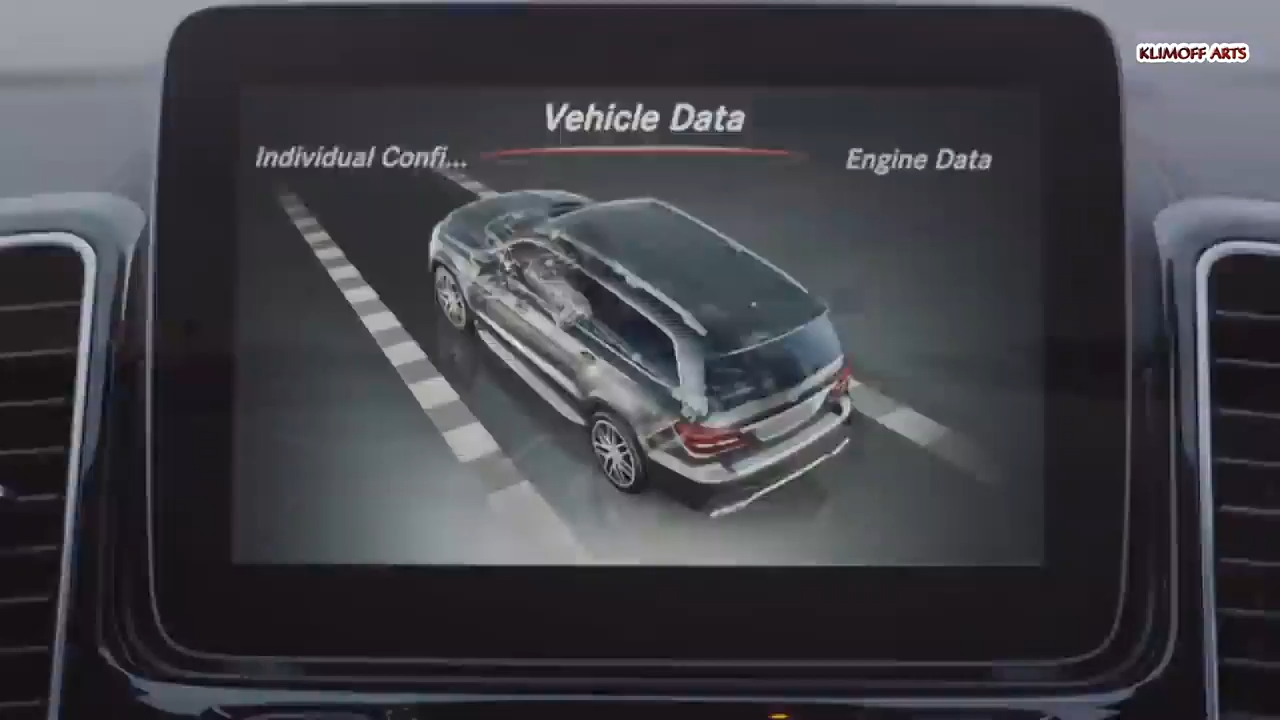 KLIMOFF ARTS
Vehicle Data
Individual Confi...
Engine Data